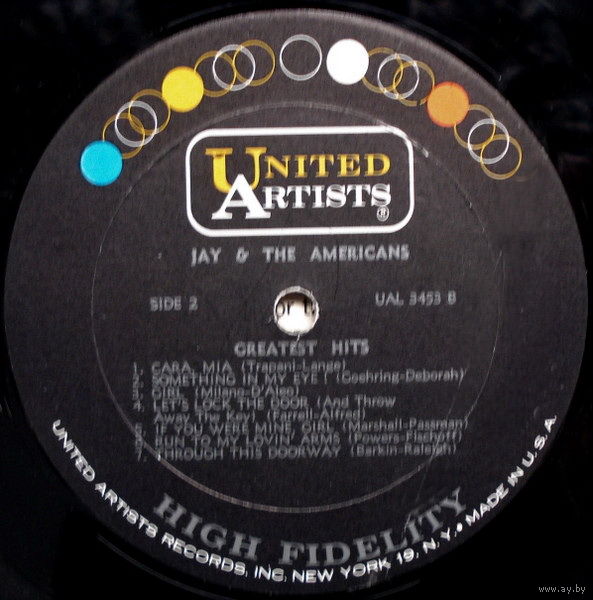 UNITED
ARTISTS®
JAY & THE AMERICANS
SIDE 2
UAL 3453 B
GREATEST HITS
1. CARA, MIA (Trapani-Lange)
2. SOMETHING IN MY EYE! (Goehring-Deborah)
3. GIRL (Milano-D'Aleo)
4. LET'S LOCK THE DOOR (And Throw
Away The Key) (Farrell-Alfred)
5. IF YOU WERE MINE, GIRL (Marshall-Passman)
6. RUN TO MY LOVIN' ARMS (Powers-Fischoff)
7. THROUGH THIS DOORWAY (Barkin-Raleigh)
HIGH FIDELITY
UNITED ARTISTS RECORDS, INC. NEW YORK 19, N.Y. • MADE IN U.S.A.
www.ay.by